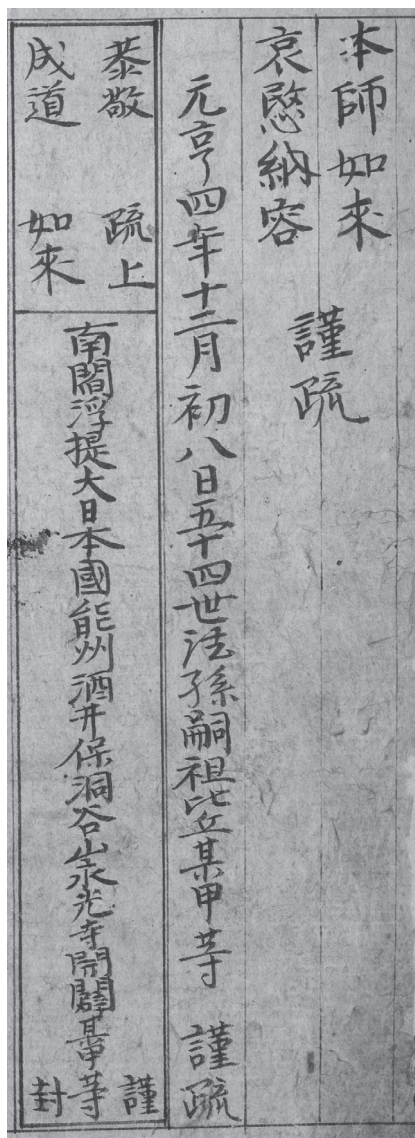 本師如來
哀愍納容
謹疏
元亨四年十二月初八日五十四世法孫嗣祖比丘某甲等　謹疏
恭敬　疏上
成道　如來
南閻浮提大日本國能州酒井保洞谷山永光寺開闢某甲等謹封